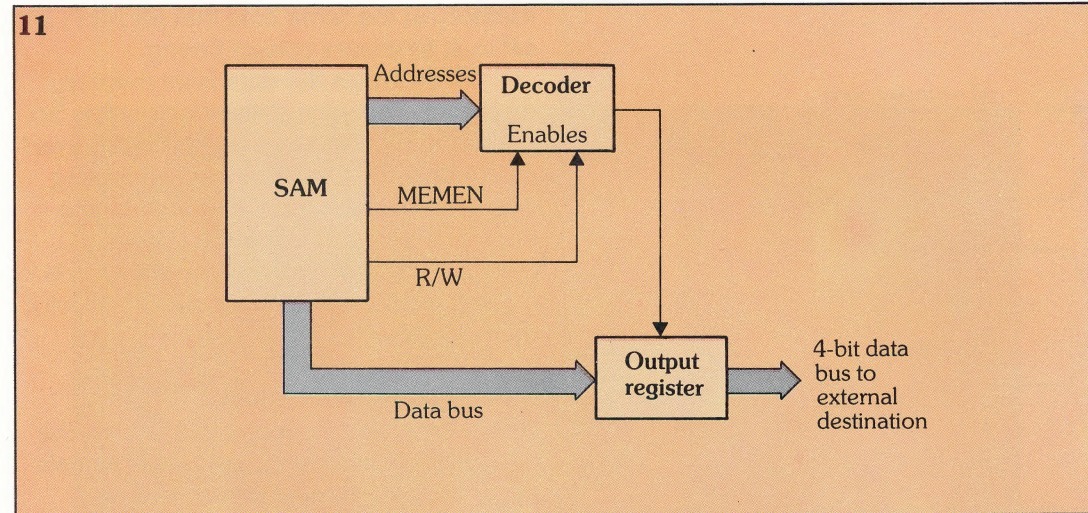 11
Addresses
Decoder
Enables
SAM
MEMEN
R/W
Data bus
Output
register
4-bit data
bus to
external
destination